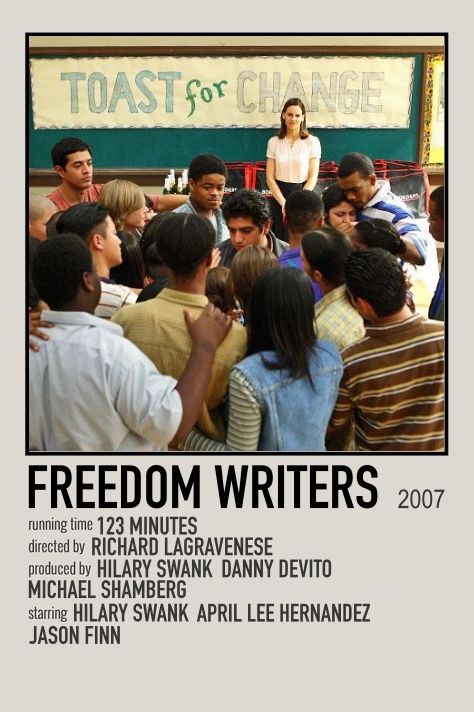 TOAST for CHANGE
BORDERS
FREEDOM WRITERS 2007
running time 123 MINUTES
directed by RICHARD LAGRAVENESE
produced by HILARY SWANK DANNY DEVITO
MICHAEL SHAMBERG
starring HILARY SWANK APRIL LEE HERNANDEZ
JASON FINN